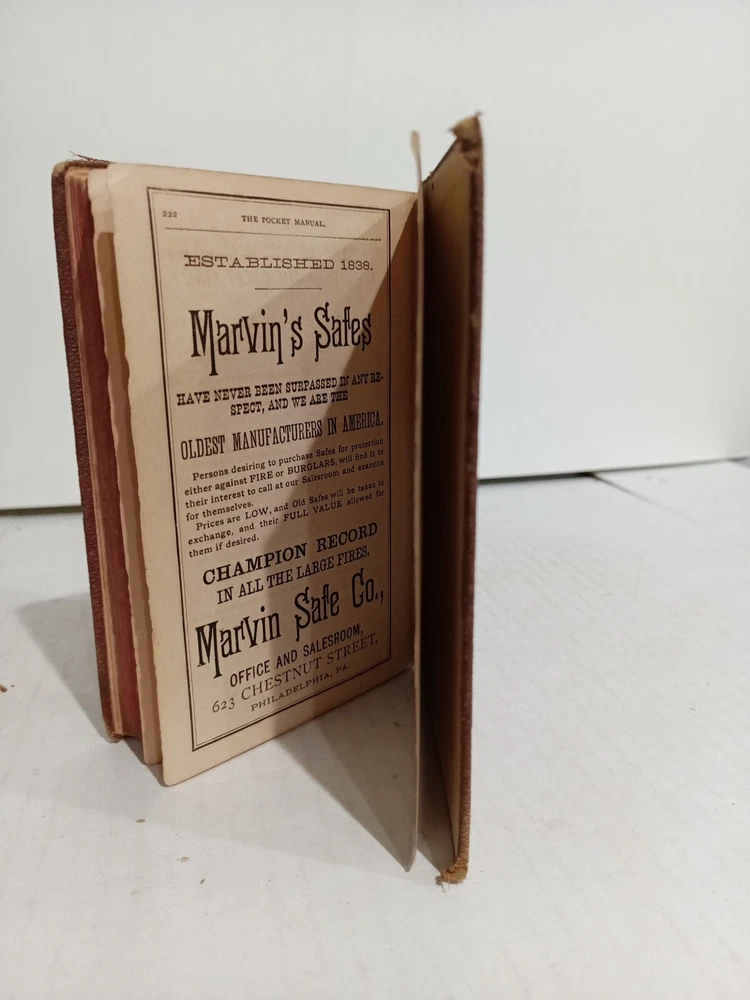 222
THE POCKET MANUAL,
ESTABLISHED 1838.
Marvin's Safes
HAVE NEVER BEEN SURPASSED IN ANY RE-
SPECT, AND WE ARE THE
OLDEST MANUFACTURERS IN AMERICA.
Persons desiring to purchase Safes for protection
either against FIRE or BURGLARS, will find it to
their interest to call at our Salesroom and examine
for themselves.
Prices are LOW, and Old Safes will be taken in
exchange, and their FULL VALUE allowed for
them if desired.
CHAMPION RECORD
IN ALL THE LARGE FIRES.
Marvin Safe Co.,
OFFICE AND SALESROOM,
623 CHESTNUT STREET,
PHILADELPHIA, PA.